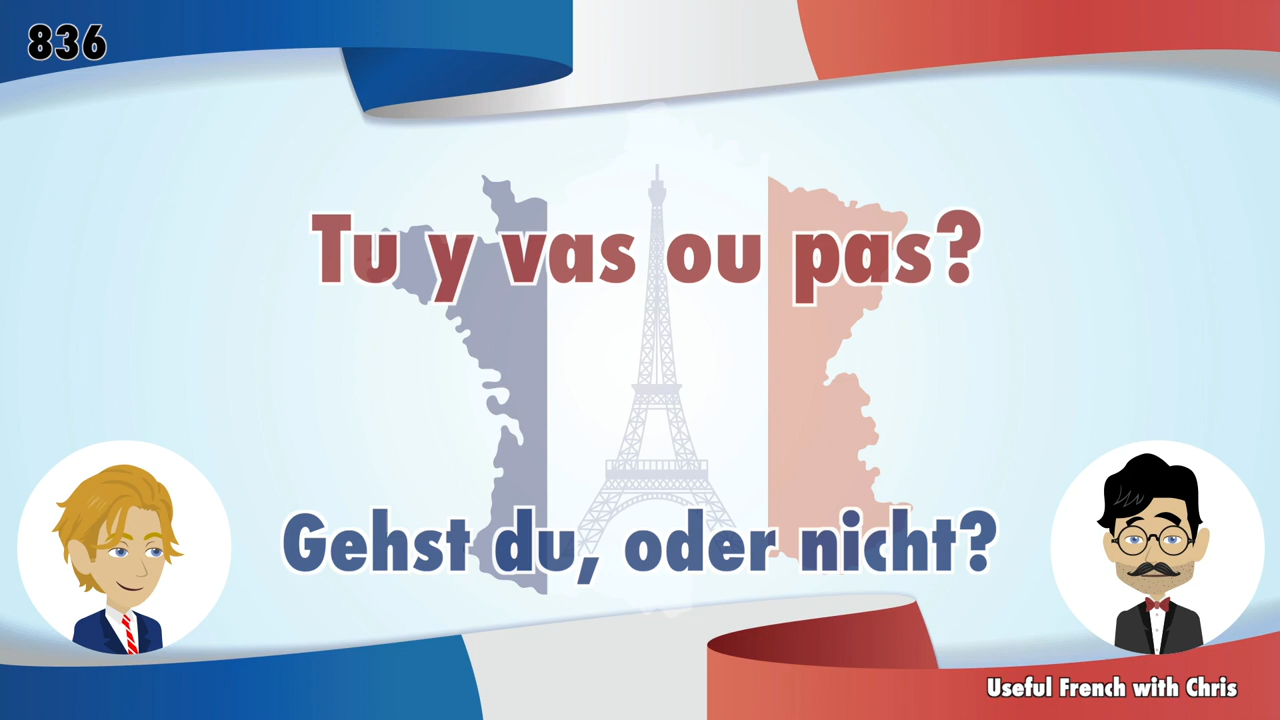 836
Tu y vas ou pas?
Gehst du, oder nicht?
Useful French with Chris